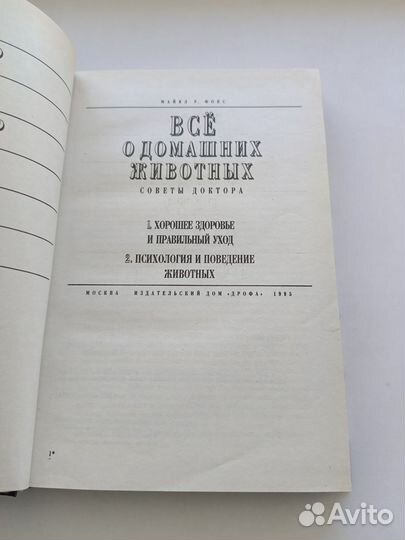 МАЙКЛ У. ФОКС
ВСЁ
О ДОМАШНИХ
ЖИВОТНЫХ
СОВЕТЫ ДОКТОРА
1. ХОРОШЕЕ ЗДОРОВЬЕ
И ПРАВИЛЬНЫЙ УХОД
2. ПСИХОЛОГИЯ И ПОВЕДЕНИЕ
ЖИВОТНЫХ
МОСКВА ИЗДАТЕЛЬСКИЙ ДОМ «ДРОФА» 1995
1*
Avito